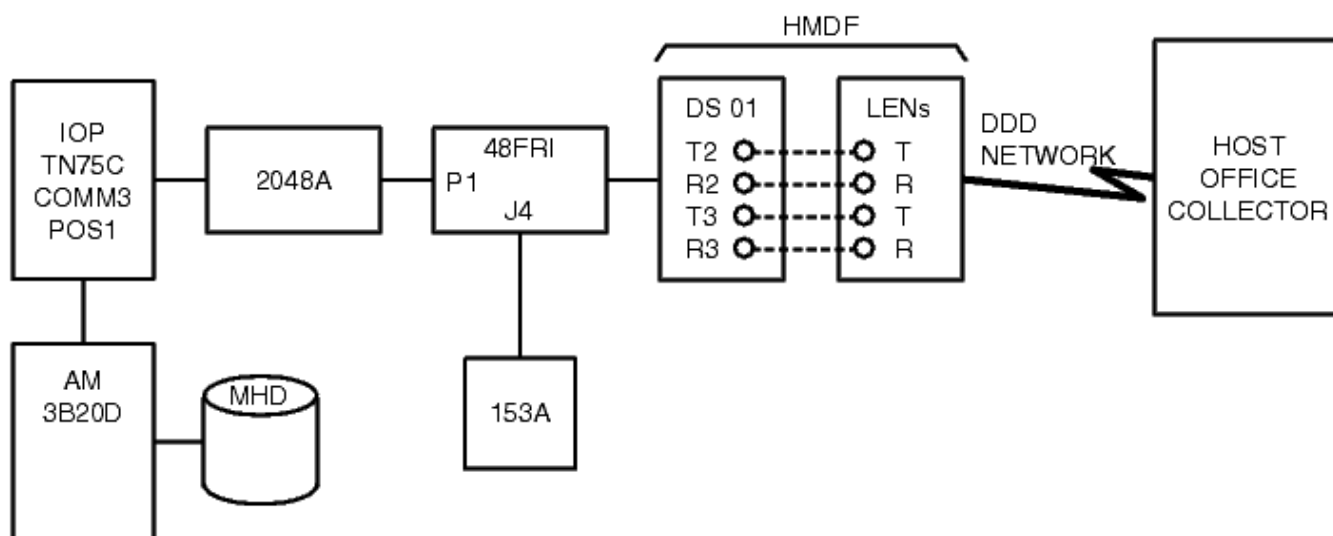 HMDF
IOP
TN75C
COMM3
POS1
2048A
48FRI
P1
J4
DS 01
T2
R2
T3
R3
LENs
T
R
T
R
DDD
NETWORK
HOST
OFFICE
COLLECTOR
AM
3B20D
MHD
153A